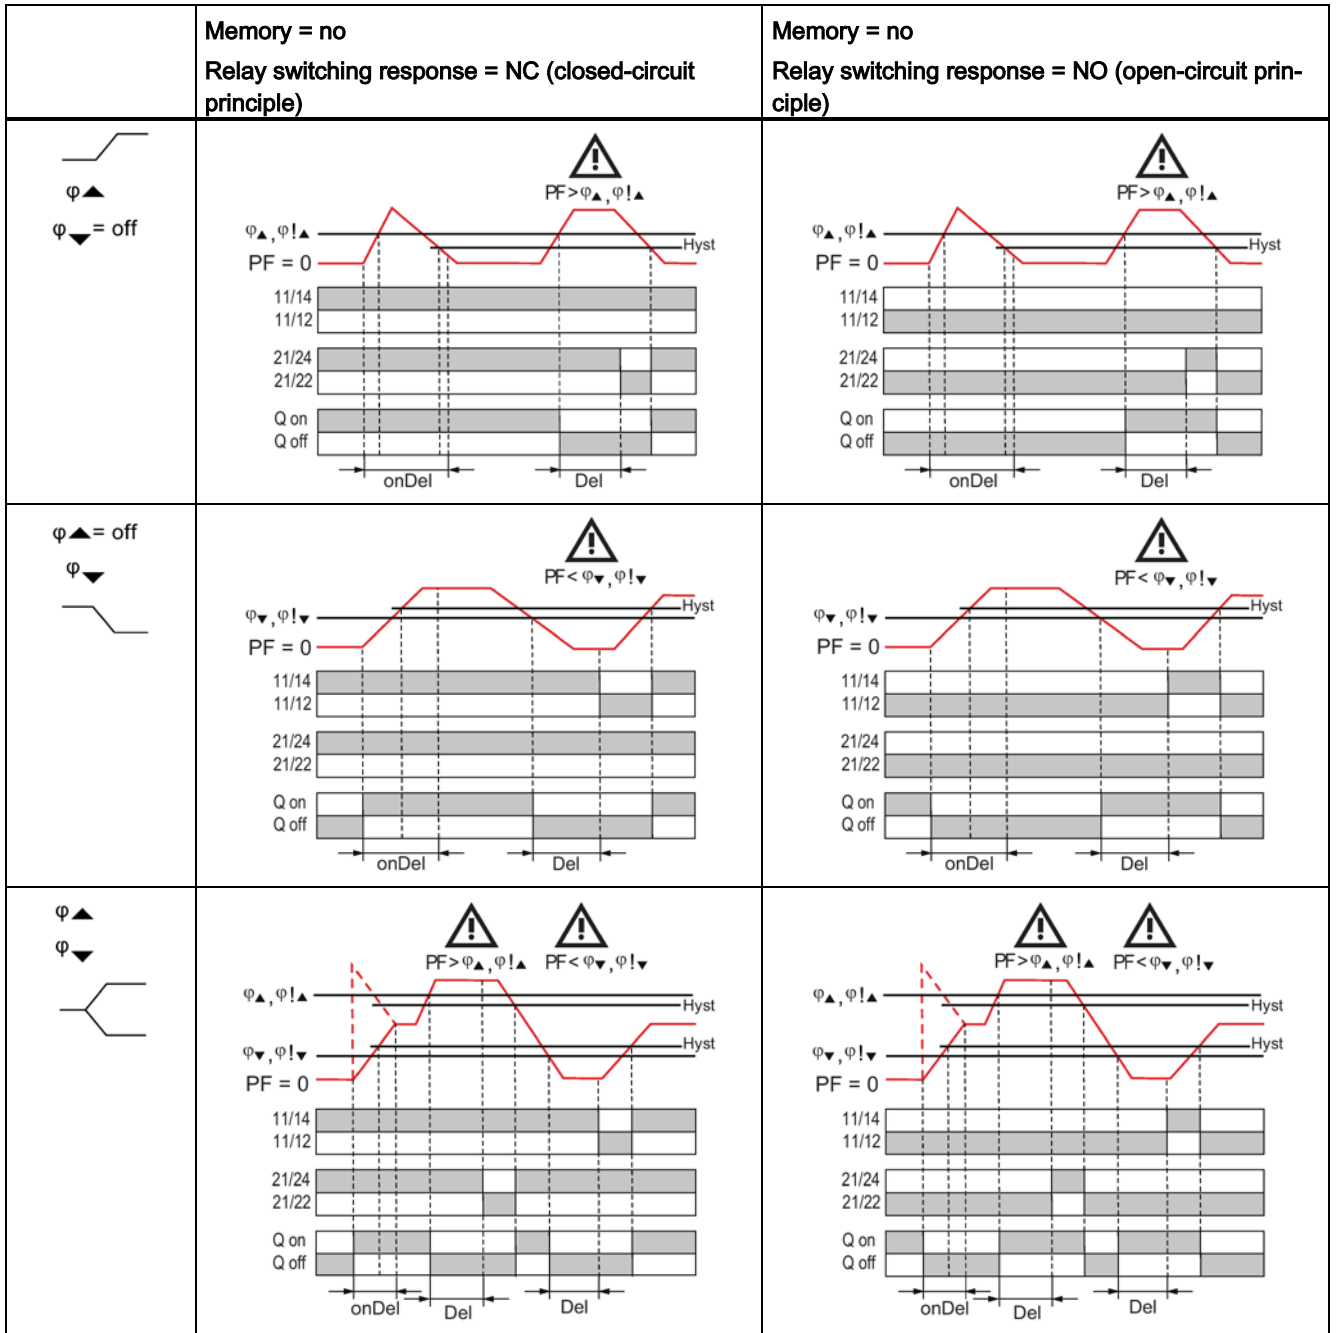 Memory = no
Relay switching response = NC (closed-circuit
principle)
Memory = no
Relay switching response = NO (open-circuit prin-
ciple)
φ▲
φ▼= off
PF>φ▲,φ!▲
φ▲,φ!▲
Hyst
PF = 0
11/14
11/12
21/24
21/22
Q on
Q off
onDel
Del
PF>φ▲,φ!▲
φ▲,φ!▲
Hyst
PF = 0
11/14
11/12
21/24
21/22
Q on
Q off
onDel
Del
φ▲= off
φ▼
PF<φ▼,φ!▼
Hyst
φ▼,φ!▼
PF = 0
11/14
11/12
21/24
21/22
Q on
Q off
onDel
Del
PF<φ▼,φ!▼
Hyst
φ▼,φ!▼
PF = 0
11/14
11/12
21/24
21/22
Q on
Q off
onDel
Del
φ▲
φ▼
PF>φ▲,φ!▲ PF<φ▼,φ!▼
φ▲,φ!▲
Hyst
Hyst
φ▼,φ!▼
PF = 0
11/14
11/12
21/24
21/22
Q on
Q off
onDel
Del
Del
PF>φ▲,φ!▲ PF<φ▼,φ!▼
φ▲,φ!▲
Hyst
Hyst
φ▼,φ!▼
PF = 0
11/14
11/12
21/24
21/22
Q on
Q off
onDel
Del
Del